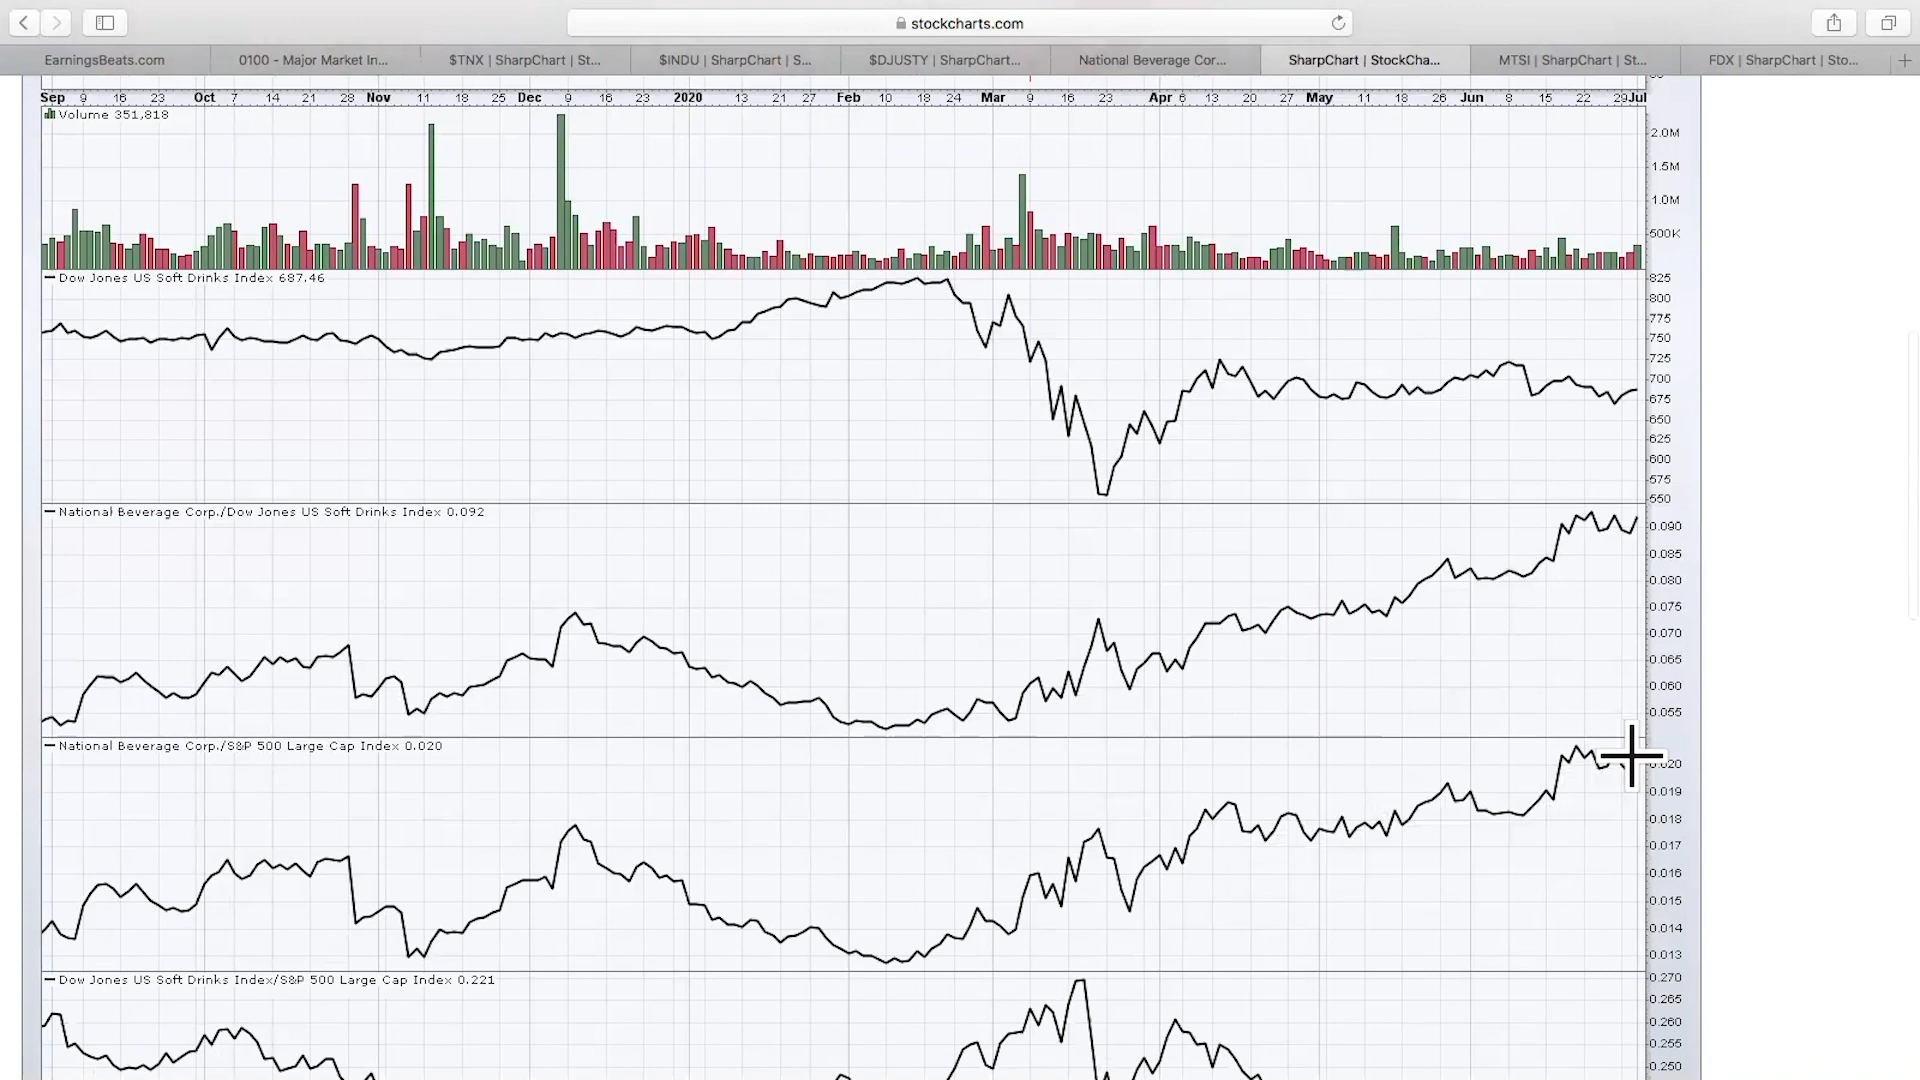 stockcharts.com
EarningsBeats.com 0100 - Major Market In... $TNX | SharpChart | St... $INDU | SharpChart | S... $DJUSTY | SharpChart... National Beverage Cor... SharpChart | StockCha... MTSI | SharpChart | St... FDX | SharpChart | Sto...
Sep 9 16 23 Oct 7 14 21 28 Nov 11 18 25 Dec 9 16 23 2020 13 21 27 Feb 10 18 24 Mar 9 16 23 Apr 6 13 20 27 May 11 18 26 Jun 8 15 22 29 Jul
Volume 351,818
2.0M
1.5M
1.0M
500K
Dow Jones US Soft Drinks Index 687.46
825
800
775
750
725
700
675
650
625
600
575
550
National Beverage Corp./Dow Jones US Soft Drinks Index 0.092
0.090
0.085
0.080
0.075
0.070
0.065
0.060
0.055
National Beverage Corp./S&P 500 Large Cap Index 0.020
0.020
0.019
0.018
0.017
0.016
0.015
0.014
0.013
Dow Jones US Soft Drinks Index/S&P 500 Large Cap Index 0.221
0.270
0.265
0.260
0.255
0.250